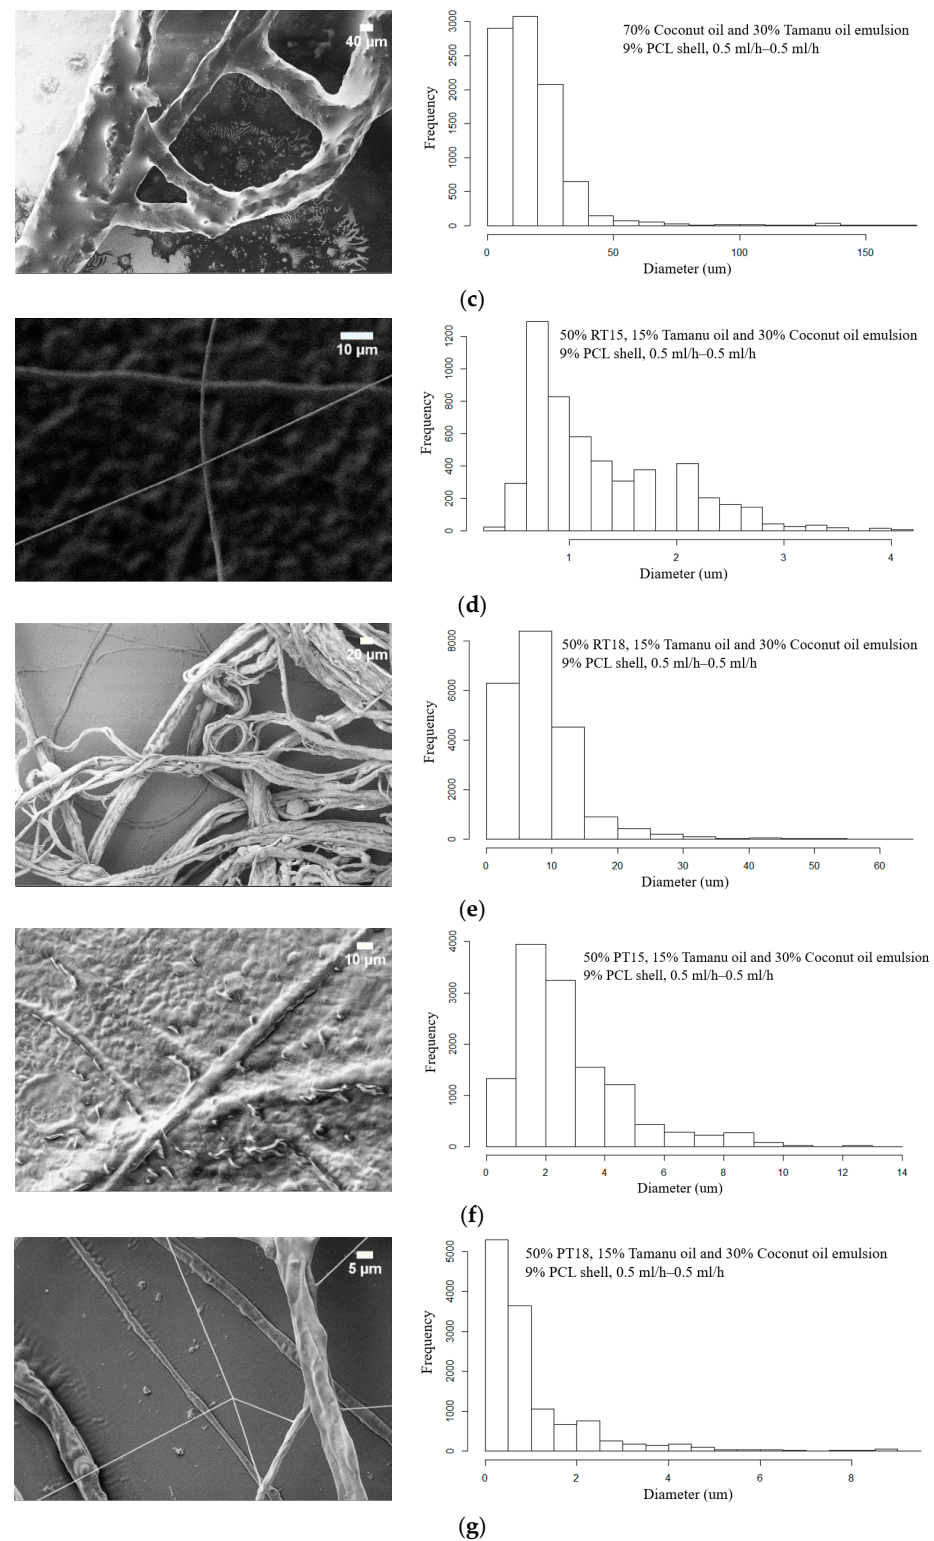 40 µm
70% Coconut oil and 30% Tamanu oil emulsion
9% PCL shell, 0.5 ml/h–0.5 ml/h
Frequency
0 500 1000 1500 2000 2500 3000
0 50 100 150
Diameter (um)
(c)
10 µm
50% RT15, 15% Tamanu oil and 30% Coconut oil emulsion
9% PCL shell, 0.5 ml/h–0.5 ml/h
Frequency
0 200 400 600 800 1000 1200
1 2 3 4
Diameter (um)
(d)
20 µm
50% RT18, 15% Tamanu oil and 30% Coconut oil emulsion
9% PCL shell, 0.5 ml/h–0.5 ml/h
Frequency
0 2000 4000 6000 8000
0 10 20 30 40 50 60
Diameter (um)
(e)
10 µm
50% PT15, 15% Tamanu oil and 30% Coconut oil emulsion
9% PCL shell, 0.5 ml/h–0.5 ml/h
Frequency
0 1000 2000 3000 4000
0 2 4 6 8 10 12 14
Diameter (um)
(f)
5 µm
50% PT18, 15% Tamanu oil and 30% Coconut oil emulsion
9% PCL shell, 0.5 ml/h–0.5 ml/h
Frequency
0 1000 2000 3000 4000 5000
0 2 4 6 8
Diameter (um)
(g)